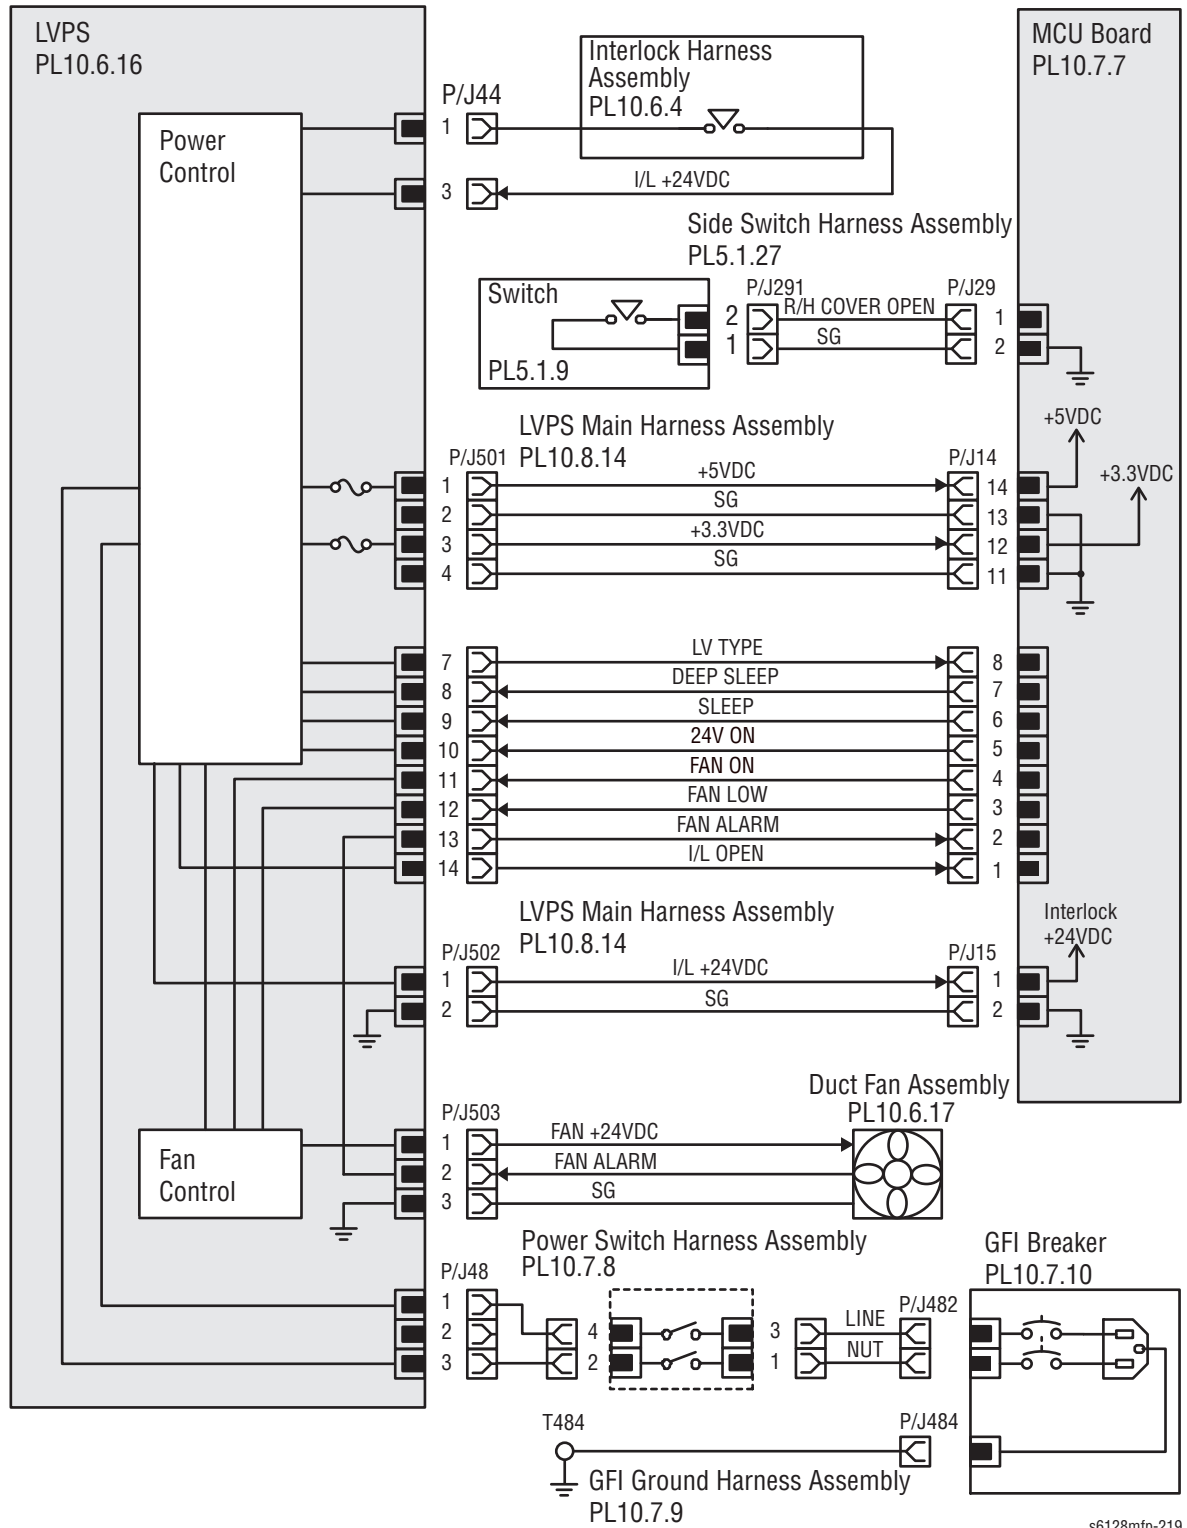 LVPS
PL10.6.16
MCU Board
PL10.7.7
Interlock Harness
Assembly
PL10.6.4
P/J44
Power
Control
1
3
I/L +24VDC
Side Switch Harness Assembly
PL5.1.27
Switch
PL5.1.9
P/J291
P/J29
2 R/H COVER OPEN 1
1 SG 2
LVPS Main Harness Assembly
PL10.8.14
P/J501
P/J14
+5VDC
+3.3VDC
1 +5VDC 14
2 SG 13
3 +3.3VDC 12
4 SG 11
7 LV TYPE 8
8 DEEP SLEEP 7
9 SLEEP 6
10 24V ON 5
11 FAN ON 4
12 FAN LOW 3
13 FAN ALARM 2
14 I/L OPEN 1
LVPS Main Harness Assembly
PL10.8.14
Interlock
+24VDC
P/J502
P/J15
1 I/L +24VDC 1
2 SG 2
Duct Fan Assembly
PL10.6.17
P/J503
Fan
Control
1 FAN +24VDC
2 FAN ALARM
3 SG
Power Switch Harness Assembly
PL10.7.8
GFI Breaker
PL10.7.10
P/J48
P/J482
1
2
3
4 3 LINE
2 1 NUT
T484
P/J484
GFI Ground Harness Assembly
PL10.7.9
s6128mfp-219